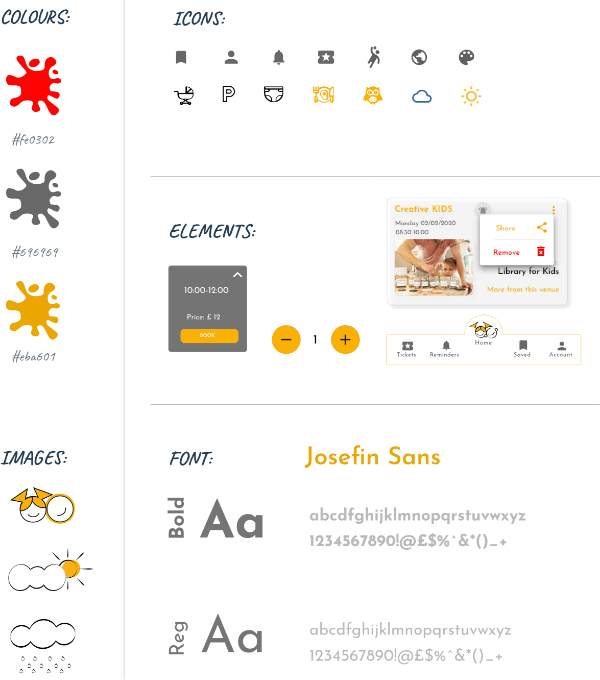 COLOURS:
#fe0302
#696969
#eba601
IMAGES:
ICONS:
P
ELEMENTS:
10:00-12:00
Price: £ 12
BOOK
1
Creative KIDS
Monday 02/02/2020
08:30 10:00
Share
Remove
Library for Kids
More from this venue
Tickets
Reminders
Home
Saved
Account
FONT:
Josefin Sans
Bold
Aa
abcdfghijklmnopqrstuvwxyz
1234567890!@£$%^&*()_+
Reg
Aa
abcdfghijklmnopqrstuvwxyz
1234567890!@£$%^&*()_+